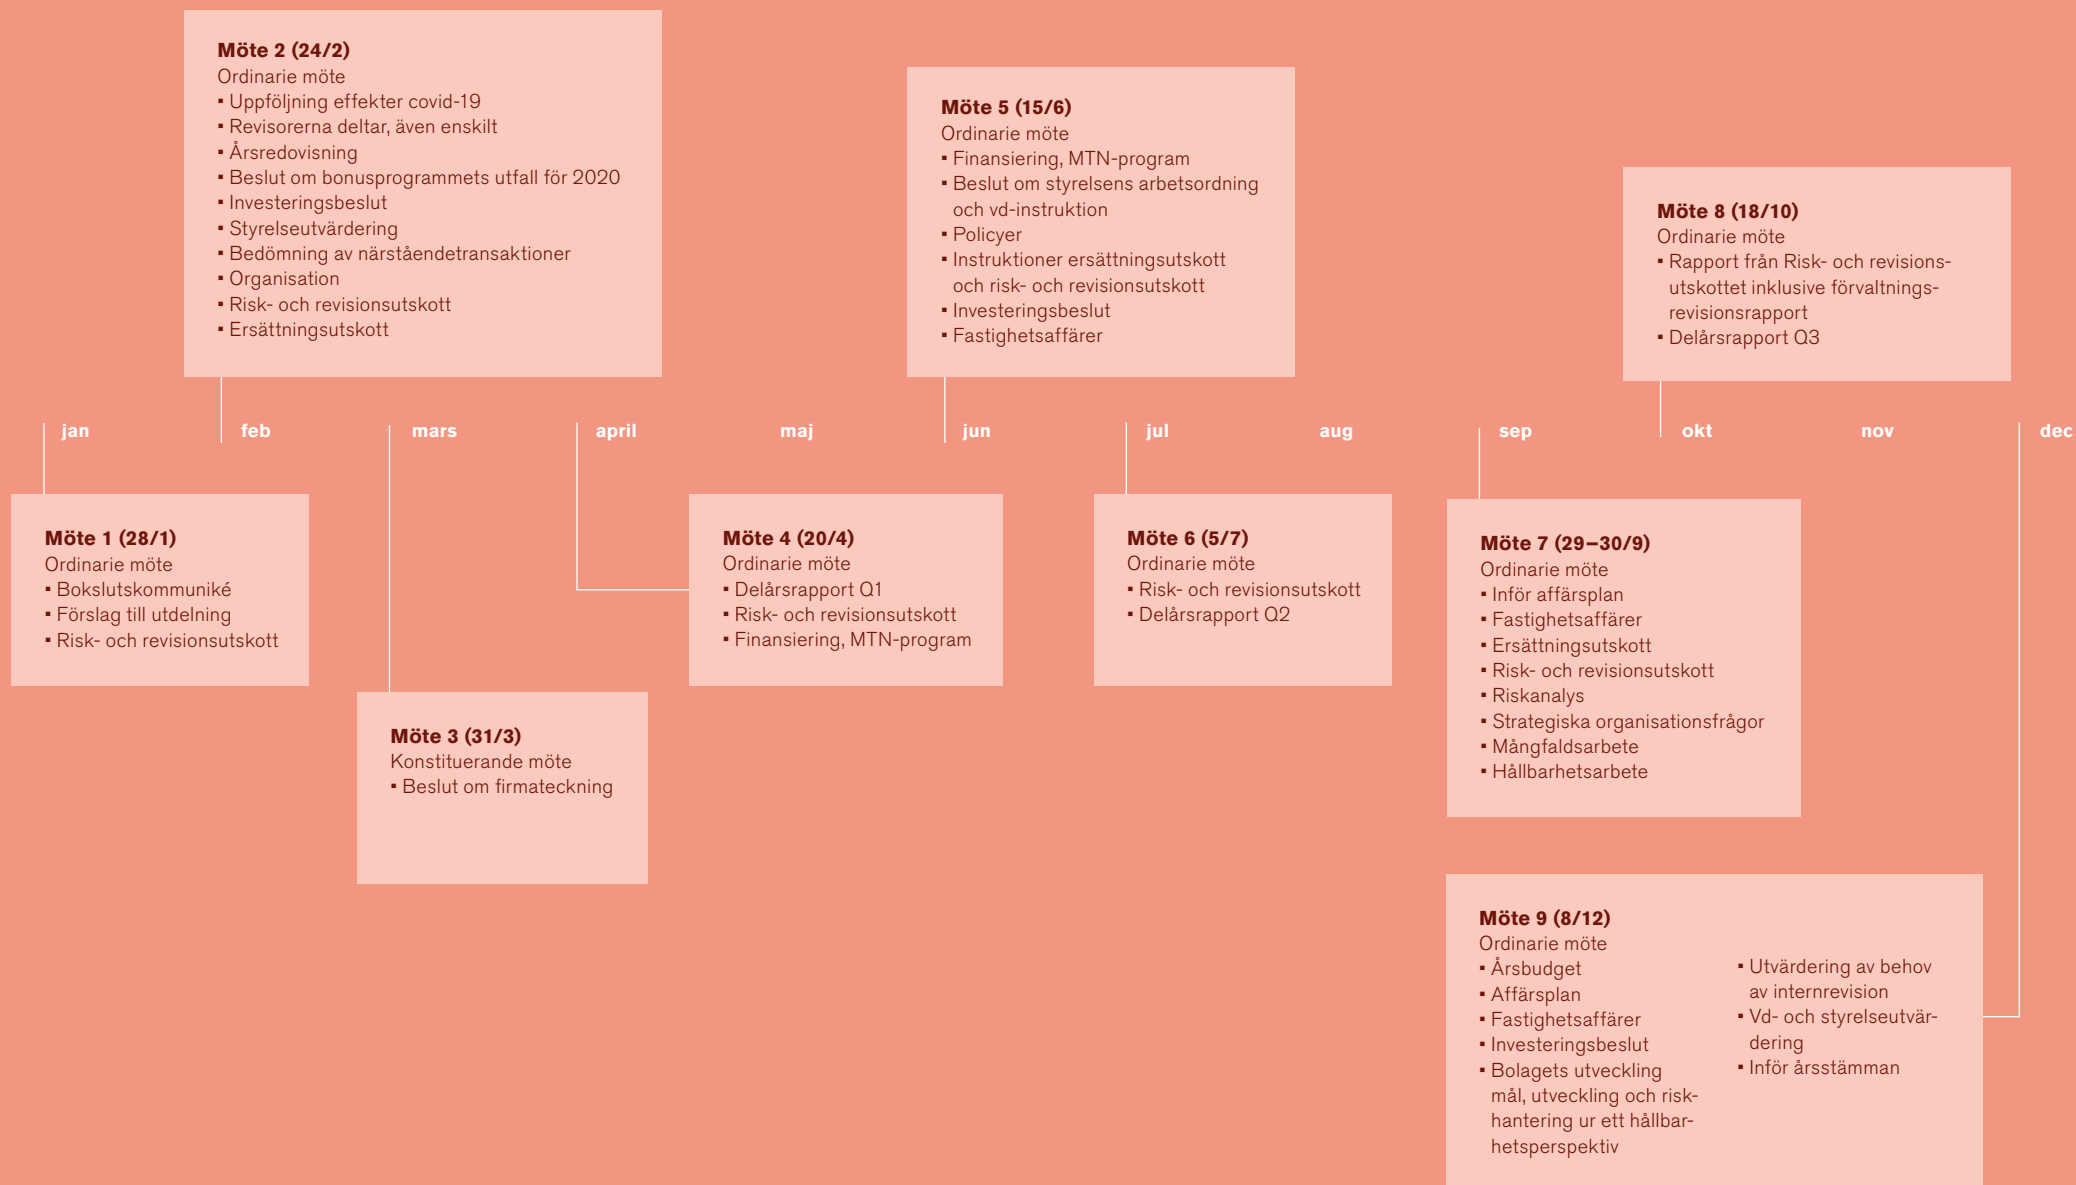 Möte 2 (24/2)
Ordinarie möte
▪ Uppföljning effekter covid-19
▪ Revisorerna deltar, även enskilt
▪ Årsredovisning
▪ Beslut om bonusprogrammets utfall för 2020
▪ Investeringsbeslut
▪ Styrelseutvärdering
▪ Bedömning av närståendetransaktioner
▪ Organisation
▪ Risk- och revisionsutskott
▪ Ersättningsutskott
Möte 5 (15/6)
Ordinarie möte
▪ Finansiering, MTN-program
▪ Beslut om styrelsens arbetsordning
och vd-instruktion
▪ Policyer
▪ Instruktioner ersättningsutskott
och risk- och revisionsutskott
▪ Investeringsbeslut
▪ Fastighetsaffärer
Möte 8 (18/10)
Ordinarie möte
▪ Rapport från Risk- och revisions-
utskottet inklusive förvaltnings-
revisionsrapport
▪ Delårsrapport Q3
jan feb mars april maj jun jul aug sep okt nov dec
Möte 1 (28/1)
Ordinarie möte
▪ Bokslutskommuniké
▪ Förslag till utdelning
▪ Risk- och revisionsutskott
Möte 3 (31/3)
Konstituerande möte
▪ Beslut om firmateckning
Möte 4 (20/4)
Ordinarie möte
▪ Delårsrapport Q1
▪ Risk- och revisionsutskott
▪ Finansiering, MTN-program
Möte 6 (5/7)
Ordinarie möte
▪ Risk- och revisionsutskott
▪ Delårsrapport Q2
Möte 7 (29–30/9)
Ordinarie möte
▪ Inför affärsplan
▪ Fastighetsaffärer
▪ Ersättningsutskott
▪ Risk- och revisionsutskott
▪ Riskanalys
▪ Strategiska organisationsfrågor
▪ Mångfaldsarbete
▪ Hållbarhetsarbete
Möte 9 (8/12)
Ordinarie möte
▪ Årsbudget
▪ Affärsplan
▪ Fastighetsaffärer
▪ Investeringsbeslut
▪ Bolagets utveckling
mål, utveckling och risk-
hantering ur ett hållbar-
hetsperspektiv
▪ Utvärdering av behov
av internrevision
▪ Vd- och styrelseutvär-
dering
▪ Inför årsstämman